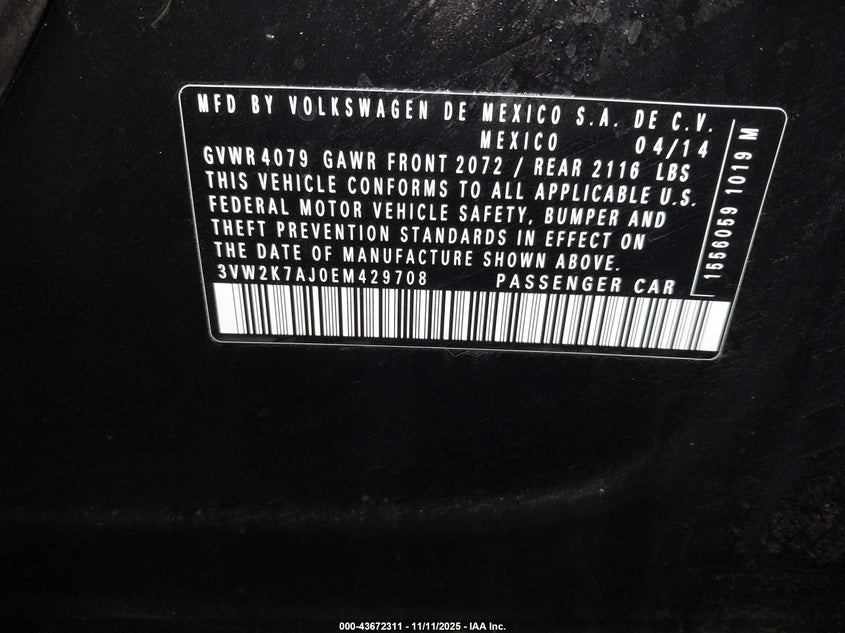 MFD BY VOLKSWAGEN DE MEXICO S.A. DE C.V.
MEXICO 04/14
GVWR 4079 GAWR FRONT 2072 / REAR 2116 LBS
THIS VEHICLE CONFORMS TO ALL APPLICABLE U.S.
FEDERAL MOTOR VEHICLE SAFETY, BUMPER AND
THEFT PREVENTION STANDARDS IN EFFECT ON
THE DATE OF MANUFACTURE SHOWN ABOVE.
3VW2K7AJ0EM429708 PASSENGER CAR
1556059 1019 M
000-43672311 - 11/11/2025 - IAA Inc.